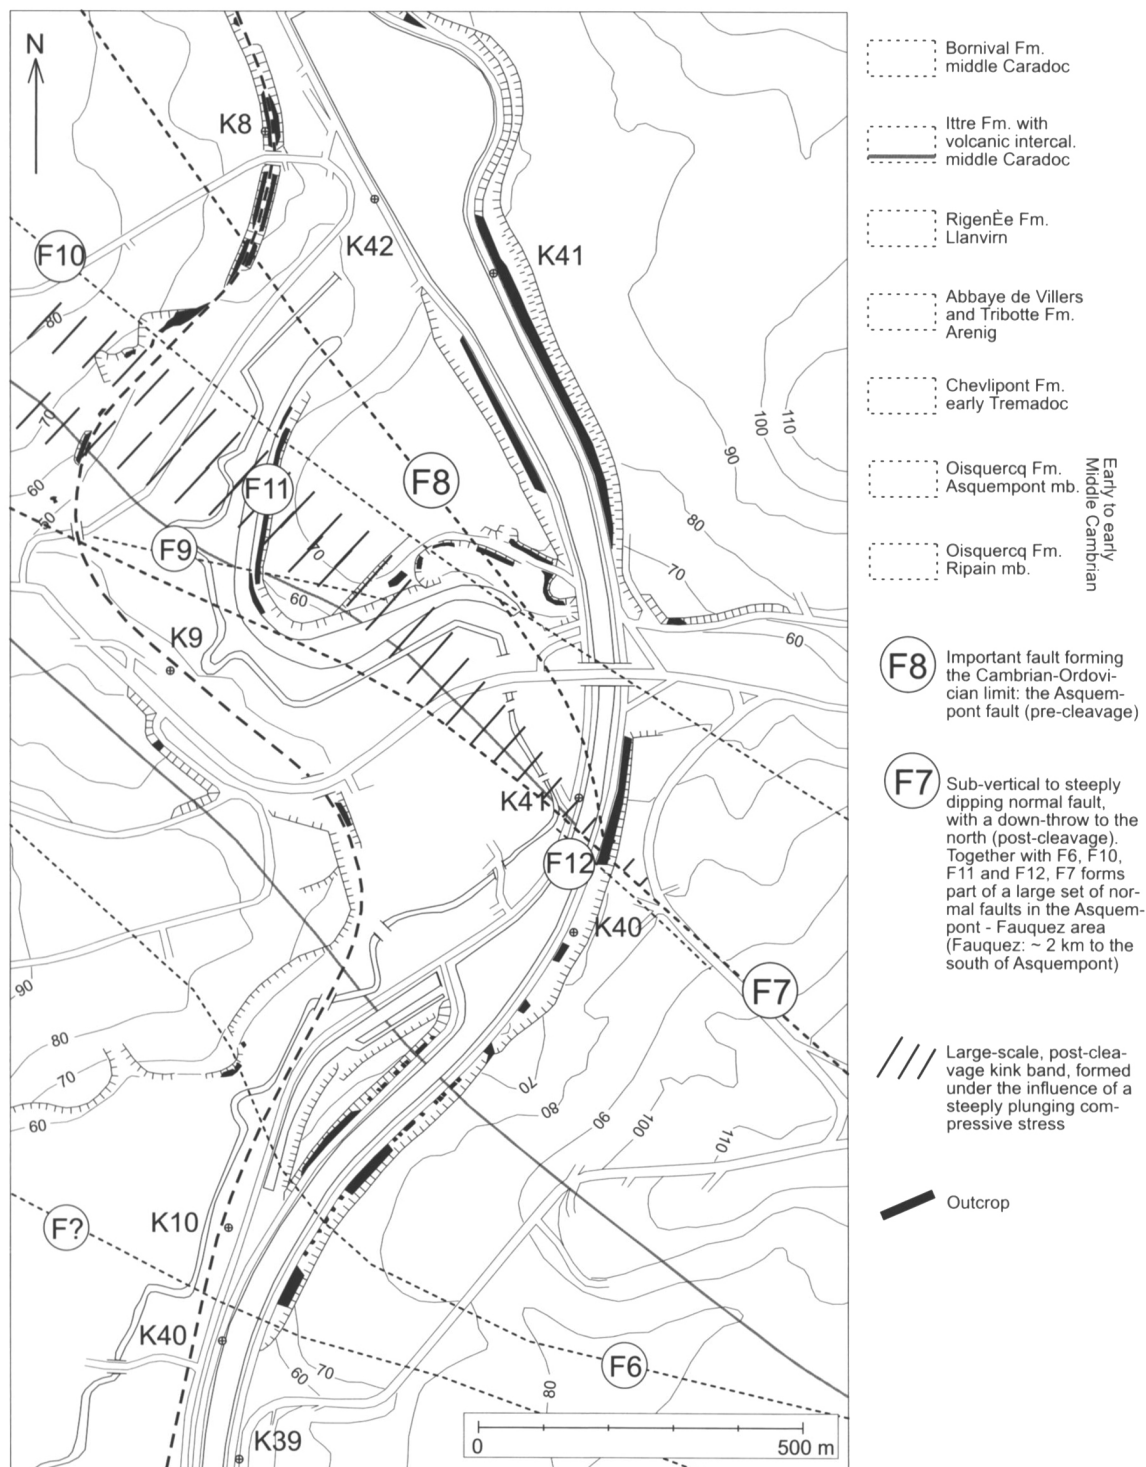 N
K8
F10
K42
K41
80
70
60
50
F11
F8
F9
70
60
K9
100
110
90
80
70
60
K41
F12
K40
F7
90
80
70
60
70
80
90
100
110
K10
F?
K40
F6
60
70
80
K39
0
500 m
Bornival Fm.
middle Caradoc
Ittre Fm. with
volcanic intercal.
middle Caradoc
RigenÈe Fm.
Llanvirn
Abbaye de Villers
and Tribotte Fm.
Arenig
Chevlipont Fm.
early Tremadoc
Oisquercq Fm.
Asquempont mb.
Oisquercq Fm.
Ripain mb.
Early to early
Middle Cambrian
F8
Important fault forming
the Cambrian-Ordovi-
cian limit: the Asquem-
pont fault (pre-cleavage)
F7
Sub-vertical to steeply
dipping normal fault,
with a down-throw to the
north (post-cleavage).
Together with F6, F10,
F11 and F12, F7 forms
part of a large set of nor-
mal faults in the Asquem-
pont - Fauquez area
(Fauquez: ~ 2 km to the
south of Asquempont)
Large-scale, post-clea-
vage kink band, formed
under the influence of a
steeply plunging com-
pressive stress
Outcrop